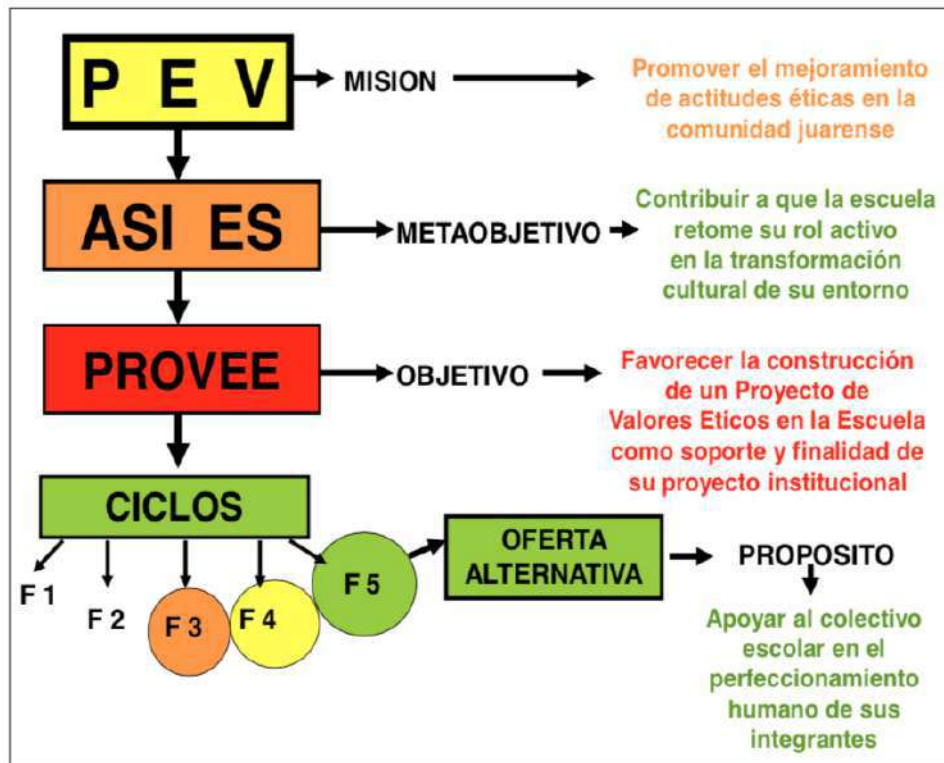 P E V
MISION
Promover el mejoramiento
de actitudes éticas en la
comunidad juarense
ASI ES
METAOBJETIVO
Contribuir a que la escuela
retome su rol activo
en la transformación
cultural de su entorno
PROVEE
OBJETIVO
Favorecer la construcción
de un Proyecto de
Valores Eticos en la Escuela
como soporte y finalidad de
su proyecto institucional
CICLOS
F 1
F 2
F 3
F 4
F 5
OFERTA
ALTERNATIVA
PROPOSITO
Apoyar al colectivo
escolar en el
perfeccionamiento
humano de sus
integrantes